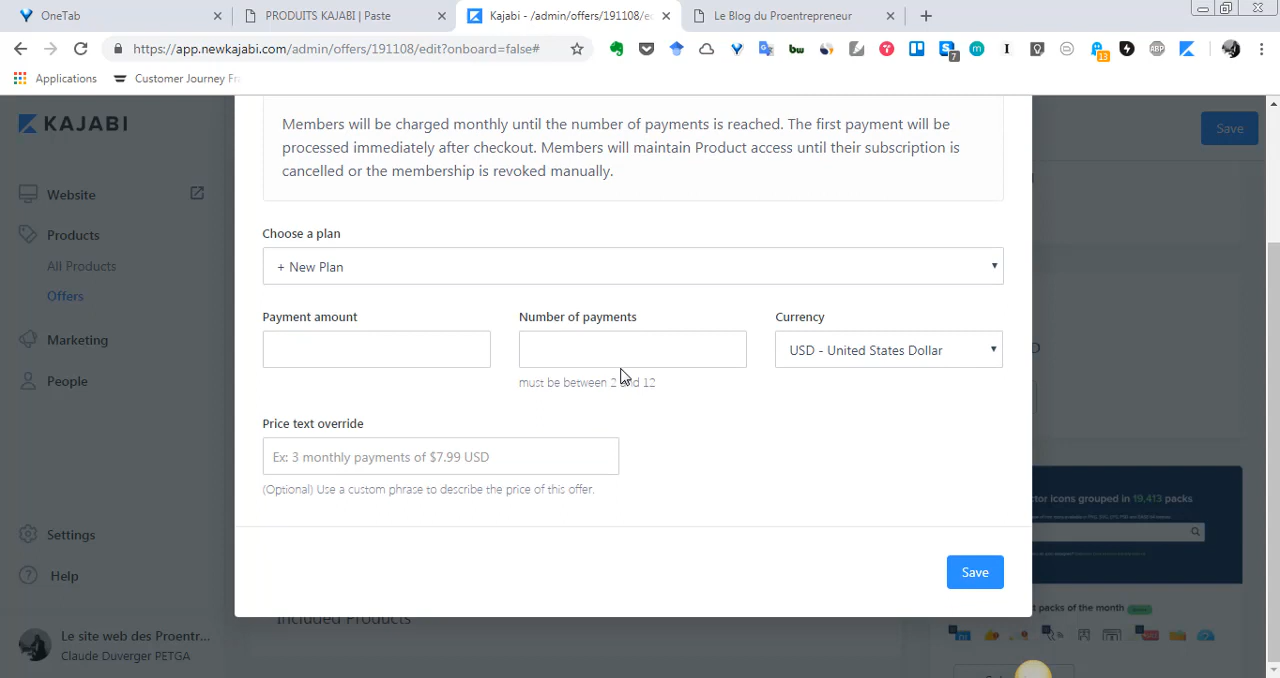 OneTab
PRODUITS KAJABI | Paste
Kajabi - /admin/offers/191108/e
Le Blog du Proentrepreneur
https://app.newkajabi.com/admin/offers/191108/edit?onboard=false#
7
13
ABP
Applications
Customer Journey Fr
KAJABI
Save
Website
Products
All Products
Offers
Marketing
People
Settings
Help
Le site web des Proentr...
Claude Duverger PETGA
Members will be charged monthly until the number of payments is reached. The first payment will be
processed immediately after checkout. Members will maintain Product access until their subscription is
cancelled or the membership is revoked manually.
Choose a plan
+ New Plan
Payment amount
Number of payments
Currency
USD - United States Dollar
must be between 2 and 12
Price text override
Ex: 3 monthly payments of $7.99 USD
(Optional) Use a custom phrase to describe the price of this offer.
Save
Included Products
tor icons grouped in 19,413 packs
packs of the month